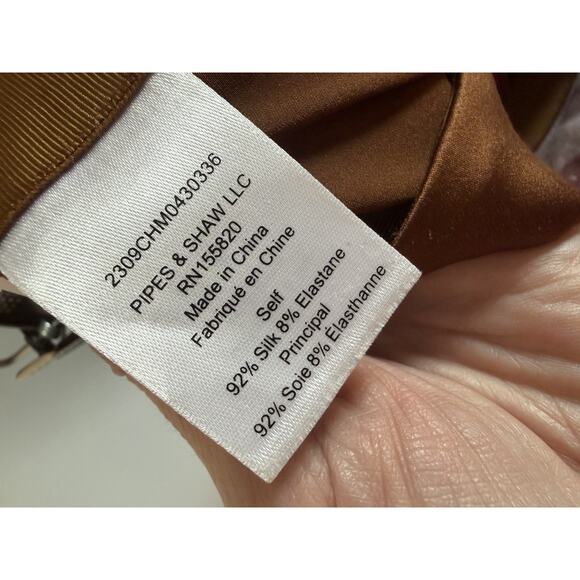 2309CHM0430336
PIPES & SHAW LLC
RN155820
Made in China
Fabriqué en Chine
Self
92% Silk 8% Elastane
Principal
92% Soie 8% Élasthanne